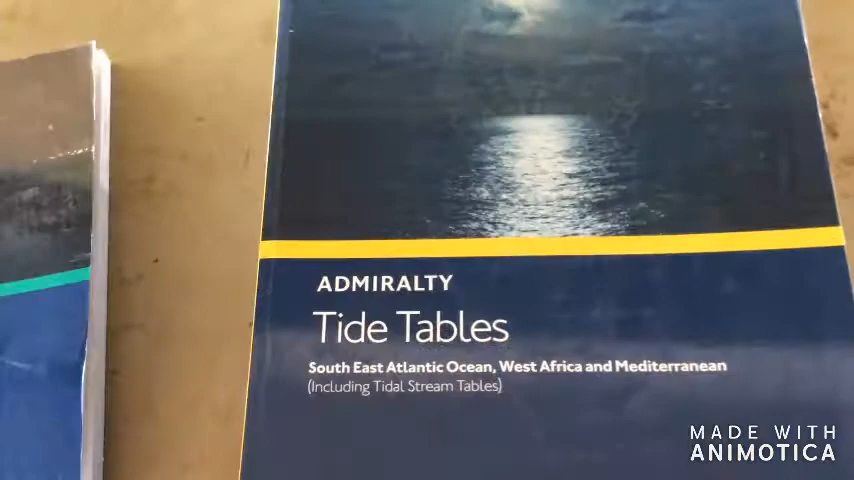 ADMIRALTY
Tide Tables
South East Atlantic Ocean, West Africa and Mediterranean
(Including Tidal Stream Tables)
MADE WITH
ANIMOTICA